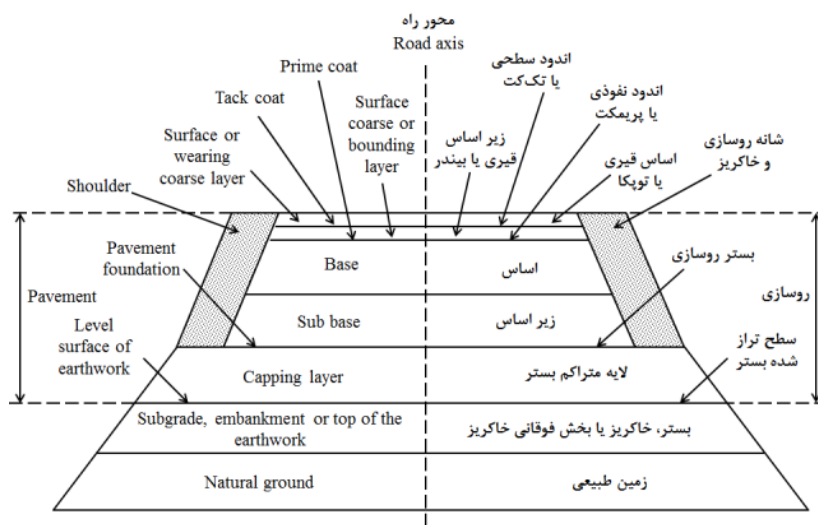 محور راه
Road axis
Prime coat
Tack coat
Surface or
wearing
coarse layer
Surface
coarse or
bounding
layer
Shoulder
Pavement
foundation
Pavement
Level
surface of
earthwork
Base
Sub base
Capping layer
Subgrade, embankment or top of the
earthwork
Natural ground
اندود سطحی
یا تک‌کت
اندود نفوذی
یا پریمکت
زیر اساس
قیری یا بیندر
اساس قیری
یا توپکا
شانه روسازی
و خاکریز
بستر روسازی
روسازی
سطح تراز
شده بستر
اساس
زیر اساس
لایه متراکم بستر
بستر، خاکریز یا بخش فوقانی خاکریز
زمین طبیعی